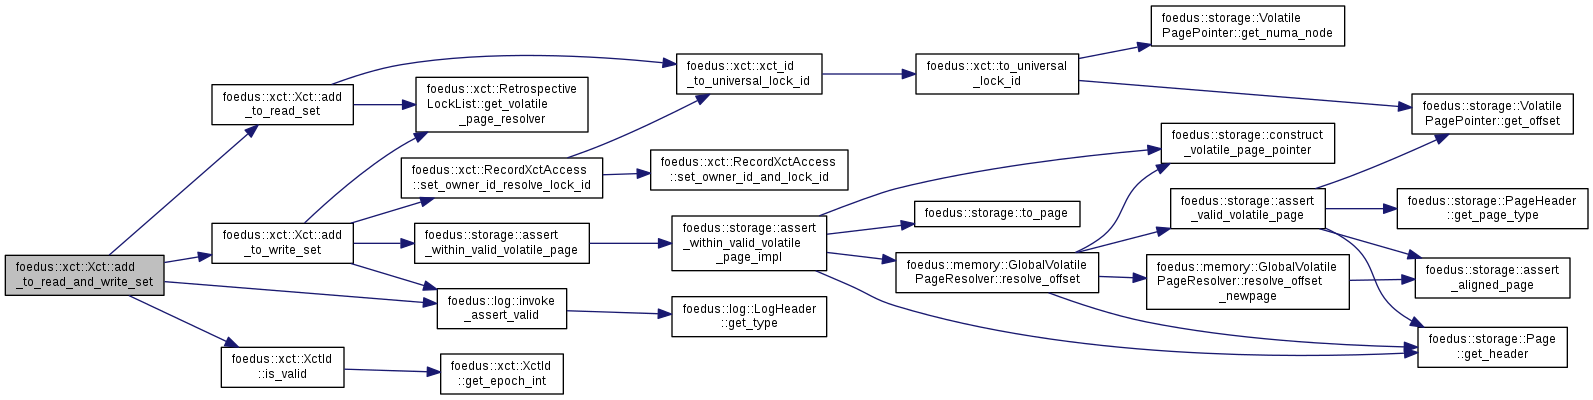 foedus::xct::Xct::add
_to_read_and_write_set
foedus::xct::Xct::add
_to_read_set
foedus::xct::Xct::add
_to_write_set
foedus::xct::XctId
::is_valid
foedus::xct::Retrospective
LockList::get_volatile
_page_resolver
foedus::xct::RecordXctAccess
::set_owner_id_resolve_lock_id
foedus::storage::assert
_within_valid_volatile_page
foedus::log::invoke
_assert_valid
foedus::xct::XctId
::get_epoch_int
foedus::xct::xct_id
_to_universal_lock_id
foedus::xct::RecordXctAccess
::set_owner_id_and_lock_id
foedus::storage::assert
_within_valid_volatile
_page_impl
foedus::log::LogHeader
::get_type
foedus::xct::to_universal
_lock_id
foedus::storage::to_page
foedus::memory::GlobalVolatile
PageResolver::resolve_offset
foedus::storage::Volatile
PagePointer::get_numa_node
foedus::storage::construct
_volatile_page_pointer
foedus::storage::assert
_valid_volatile_page
foedus::memory::GlobalVolatile
PageResolver::resolve_offset
_newpage
foedus::storage::Volatile
PagePointer::get_offset
foedus::storage::PageHeader
::get_page_type
foedus::storage::assert
_aligned_page
foedus::storage::Page
::get_header